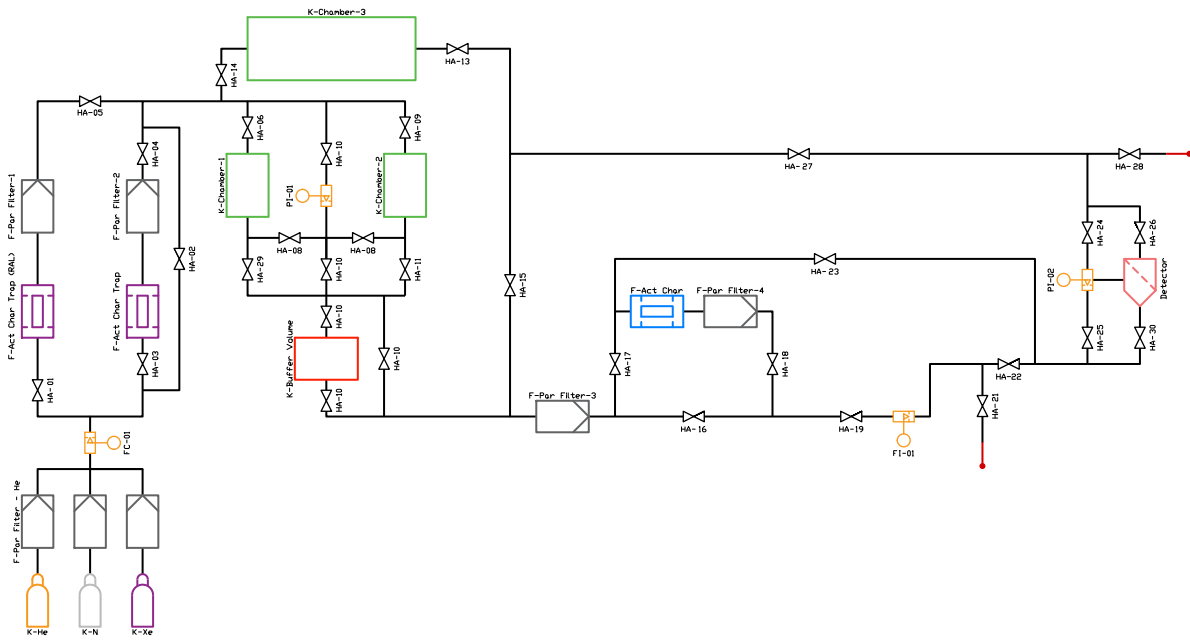 K-Chamber-3
HA-14
HA-13
HA-05
HA-06
HA-10
HA-09
HA-04
HA-27
HA-28
F-Par Filter-1
F-Par Filter-2
K-Chamber-1
PI-01
K-Chamber-2
HA-02
HA-08
HA-08
HA-24
HA-26
HA-29
HA-10
HA-11
HA-23
HA-15
PI-02
Detector
F-Act Char Trap (RAL)
F-Act Char Trap
F-Act Char
F-Par Filter-4
HA-10
K-Buffer Volume
HA-10
HA-25
HA-30
HA-01
HA-03
HA-17
HA-18
HA-22
HA-10
F-Par Filter-3
HA-21
HA-16
HA-19
FC-01
FI-01
F-Par Filter - He
K-He
K-N
K-Xe